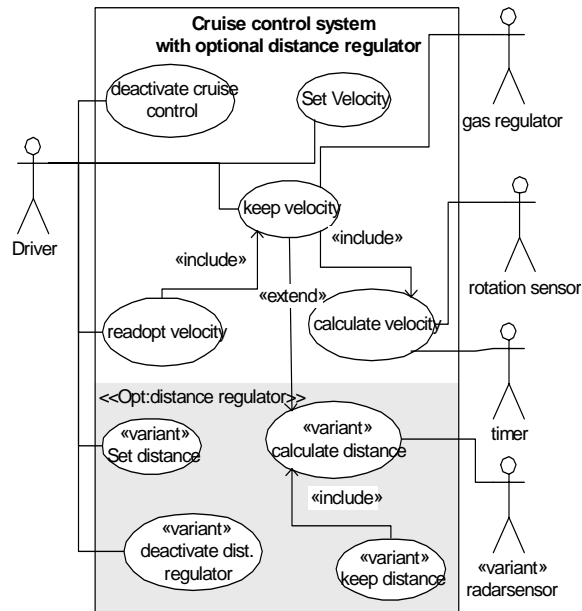 Cruise control system
with optional distance regulator
deactivate cruise
control
Set Velocity
gas regulator
Driver
keep velocity
«include»
«include»
rotation sensor
«extend»
readopt velocity
calculate velocity
<<Opt:distance regulator>>
timer
«variant»
Set distance
«variant»
calculate distance
«include»
«variant»
radarsensor
«variant»
deactivate dist.
regulator
«variant»
keep distance